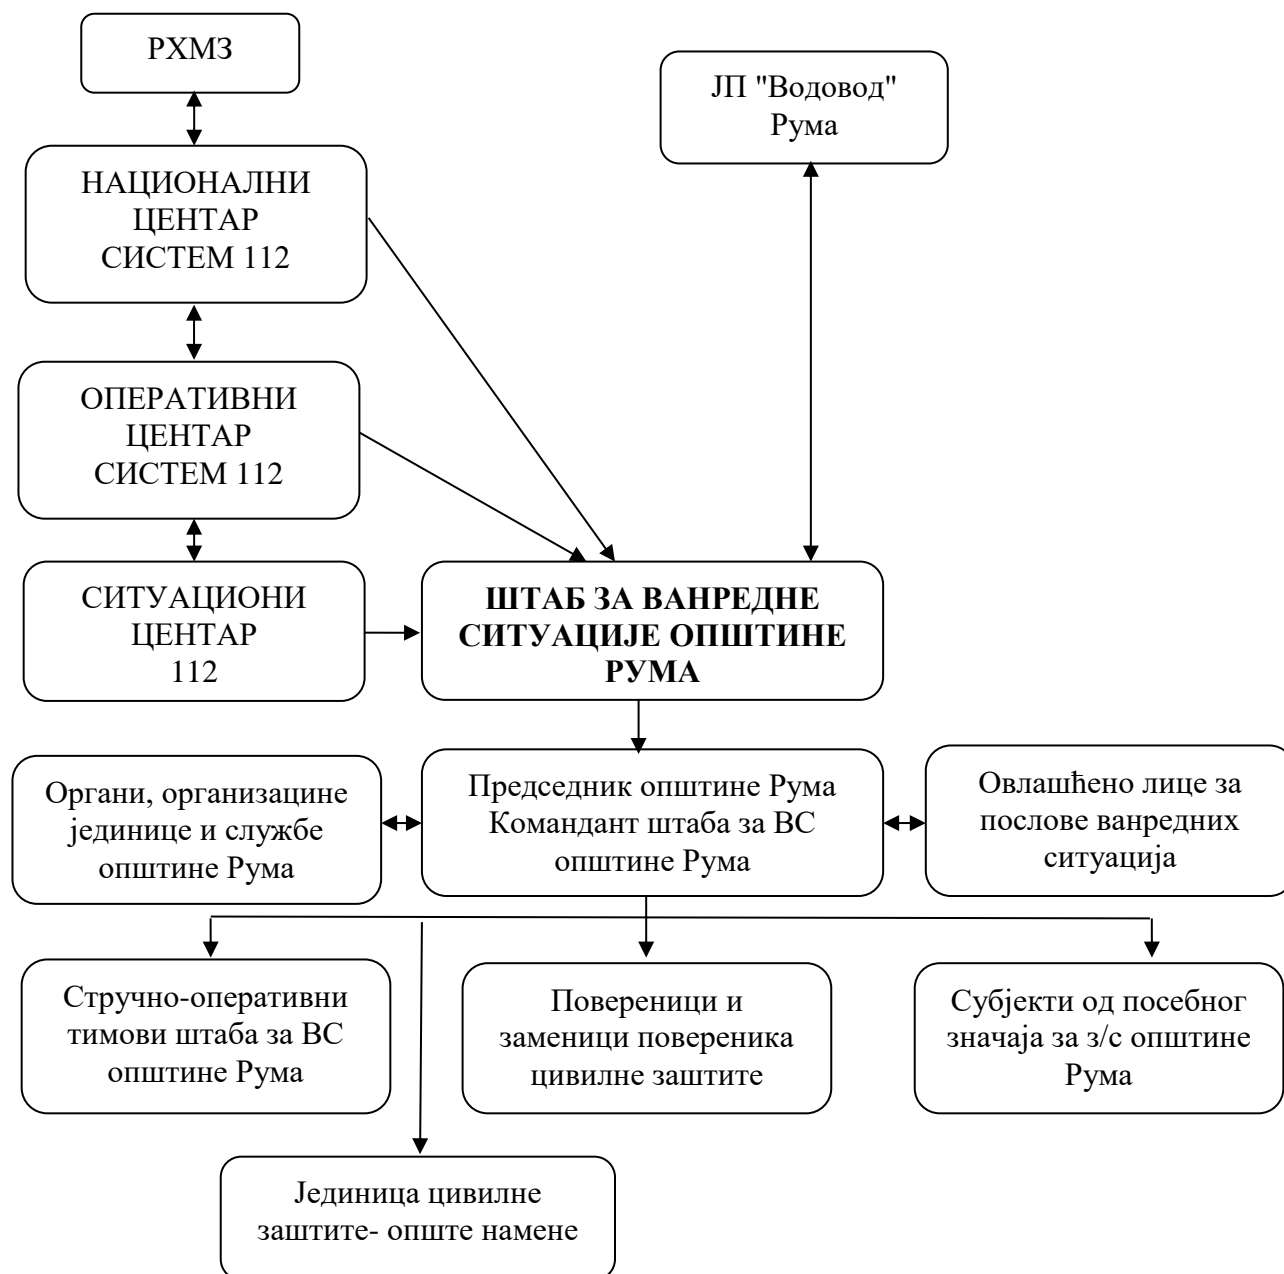 РХМЗ
ЈП "Водовод"
Рума
НАЦИОНАЛНИ
ЦЕНТАР
СИСТЕМ 112
ОПЕРАТИВНИ
ЦЕНТАР
СИСТЕМ 112
СИТУАЦИОНИ
ЦЕНТАР
112
ШТАБ ЗА ВАНРЕДНЕ
СИТУАЦИЈЕ ОПШТИНЕ
РУМА
Органи, организацине
јединице и службе
општине Рума
Председник општине Рума
Командант штаба за ВС
општине Рума
Овлашћено лице за
послове ванредних
ситуација
Стручно-оперативни
тимови штаба за ВС
општине Рума
Повереници и
заменици повереника
цивилне заштите
Субјекти од посебног
значаја за з/с општине
Рума
Јединица цивилне
заштите- опште намене